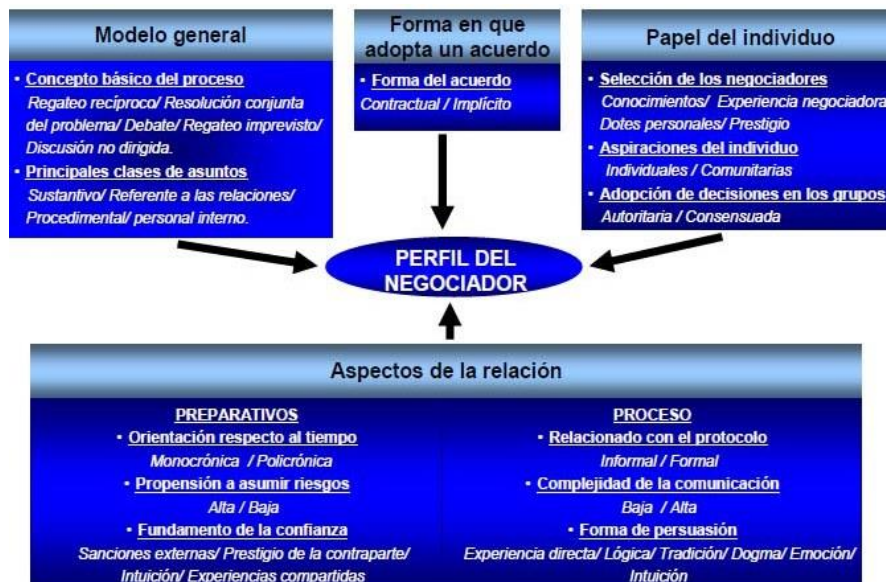 Modelo general
• Concepto básico del proceso
Regateo recíproco/ Resolución conjunta
del problema/ Debate/ Regateo imprevisto/
Discusión no dirigida.
• Principales clases de asuntos
Sustantivo/ Referente a las relaciones/
Procedimental/ personal interno.
Forma en que
adopta un acuerdo
• Forma del acuerdo
Contractual / Implícito
Papel del individuo
• Selección de los negociadores
Conocimientos/ Experiencia negociadora
Dotes personales/ Prestigio
• Aspiraciones del individuo
Individuales / Comunitarias
• Adopción de decisiones en los grupos
Autoritaria / Consensuada
PERFIL DEL
NEGOCIADOR
Aspectos de la relación
PREPARATIVOS
• Orientación respecto al tiempo
Monocrónica / Policrónica
• Propensión a asumir riesgos
Alta / Baja
• Fundamento de la confianza
Sanciones externas/ Prestigio de la contraparte/
Intuición/ Experiencias compartidas
PROCESO
• Relacionado con el protocolo
Informal / Formal
• Complejidad de la comunicación
Baja / Alta
• Forma de persuasión
Experiencia directa/ Lógica/ Tradición/ Dogma/ Emoción/
Intuición